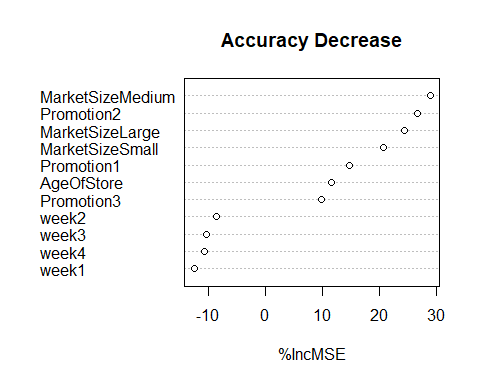 Accuracy Decrease
MarketSizeMedium
Promotion2
MarketSizeLarge
MarketSizeSmall
Promotion1
AgeOfStore
Promotion3
week2
week3
week4
week1
-10 0 10 20 30
%IncMSE